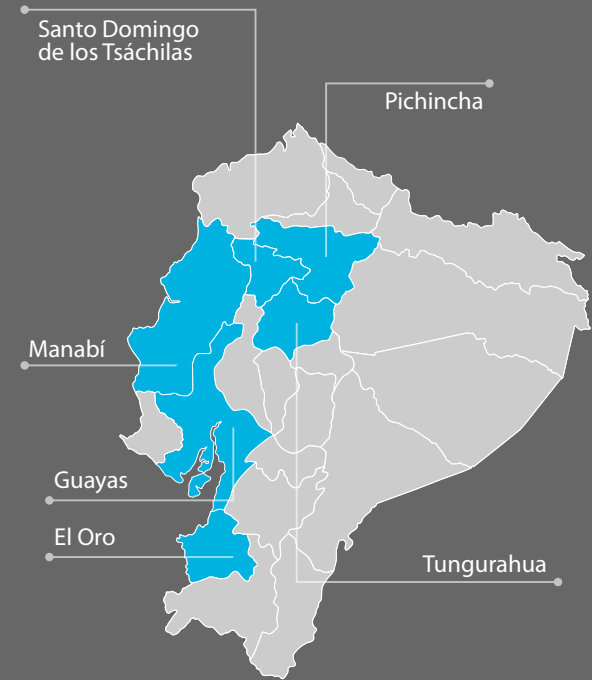 Santo Domingo
de los Tsáchilas
Pichincha
Manabí
Guayas
El Oro
Tungurahua